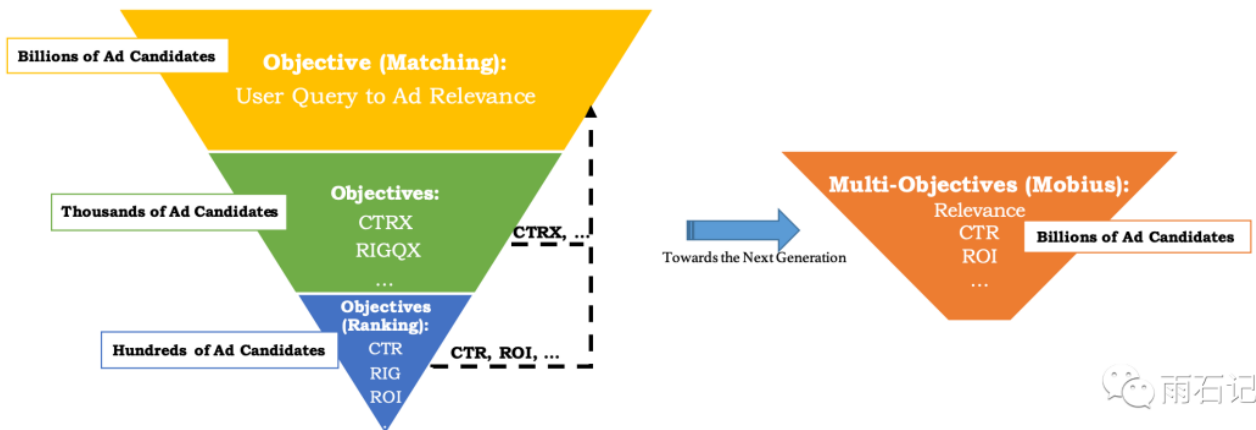 Billions of Ad Candidates
Objective (Matching):
User Query to Ad Relevance
Thousands of Ad Candidates
Objectives:
CTRX
RIGQX
...
CTRX, ...
Hundreds of Ad Candidates
Objectives
(Ranking):
CTR
RIG
ROI
.
CTR, ROI, ...
Towards the Next Generation
Multi-Objectives (Mobius):
Relevance
CTR
ROI
...
Billions of Ad Candidates
雨石记